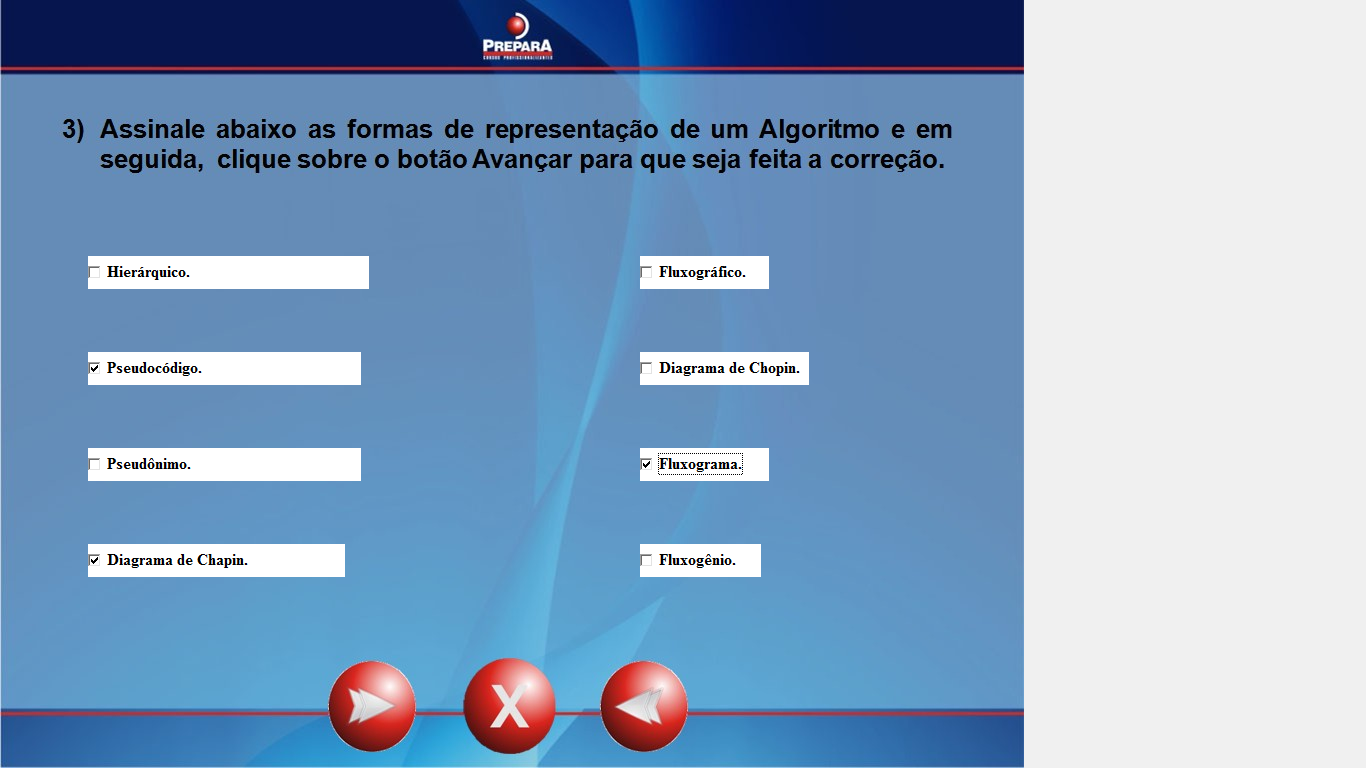 PREPARA
CURSOS PROFISSIONALIZANTES
3) Assinale abaixo as formas de representação de um Algoritmo e em
seguida, clique sobre o botão Avançar para que seja feita a correção.
Hierárquico.
Fluxográfico.
Pseudocódigo.
Diagrama de Chopin.
Pseudônimo.
Fluxograma.
Diagrama de Chapin.
Fluxogênio.
X